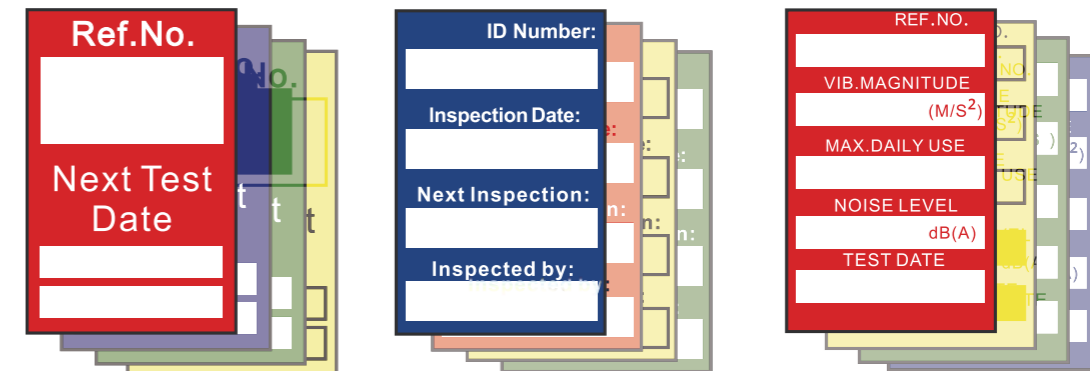 Ref.No.
Next Test
Date
ID Number:
Inspection Date:
Next Inspection:
Inspected by:
REF.NO.
VIB.MAGNITUDE
(M/S²)
MAX.DAILY USE
NOISE LEVEL
dB(A)
TEST DATE